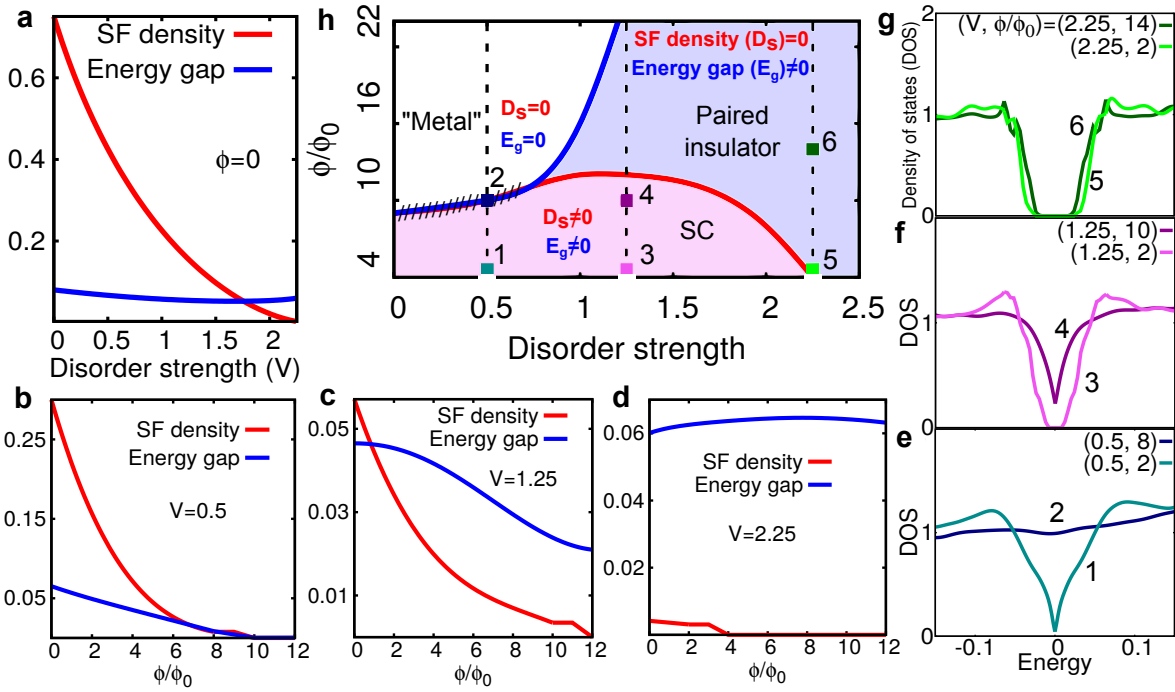 a
SF density
Energy gap
ϕ=0
0.6
0.4
0.2
0 0.5 1 1.5 2
Disorder strength (V)
h
22
16
10
4
ϕ/ϕ0
SF density (Ds)=0
Energy gap (Eg)≠0
"Metal"
Ds=0
Eg=0
Paired
insulator
Ds≠0
Eg≠0
SC
1
2
3
4
5
6
0 0.5 1 1.5 2 2.5
Disorder strength
g
(V, ϕ/ϕ0)=(2.25, 14)
(2.25, 2)
2
1
0
Density of states (DOS)
6
5
f
(1.25, 10)
(1.25, 2)
1
0
DOS
4
3
e
(0.5, 8)
(0.5, 2)
1
0
DOS
2
1
-0.1 0 0.1
Energy
b
SF density
Energy gap
V=0.5
0.25
0.15
0.05
0 2 4 6 8 10 12
ϕ/ϕ0
c
SF density
Energy gap
V=1.25
0.05
0.03
0.01
0 2 4 6 8 10 12
ϕ/ϕ0
d
SF density
Energy gap
V=2.25
0.06
0.04
0.02
0
0 2 4 6 8 10 12
ϕ/ϕ0